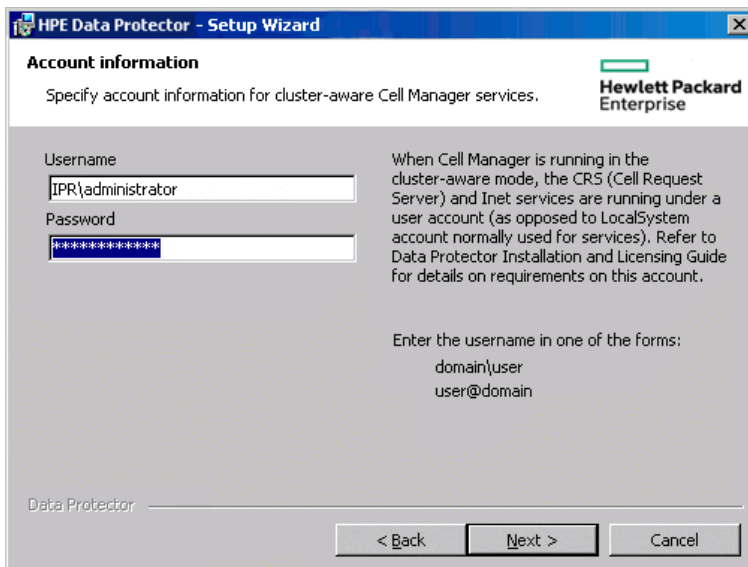 HPE Data Protector - Setup Wizard
Account information
Specify account information for cluster-aware Cell Manager services.
Hewlett Packard
Enterprise
Username
IPR\administrator
Password
************
When Cell Manager is running in the
cluster-aware mode, the CRS (Cell Request
Server) and Inet services are running under a
user account (as opposed to LocalSystem
account normally used for services). Refer to
Data Protector Installation and Licensing Guide
for details on requirements on this account.
Enter the username in one of the forms:
domain\user
user@domain
Data Protector
< Back
Next >
Cancel